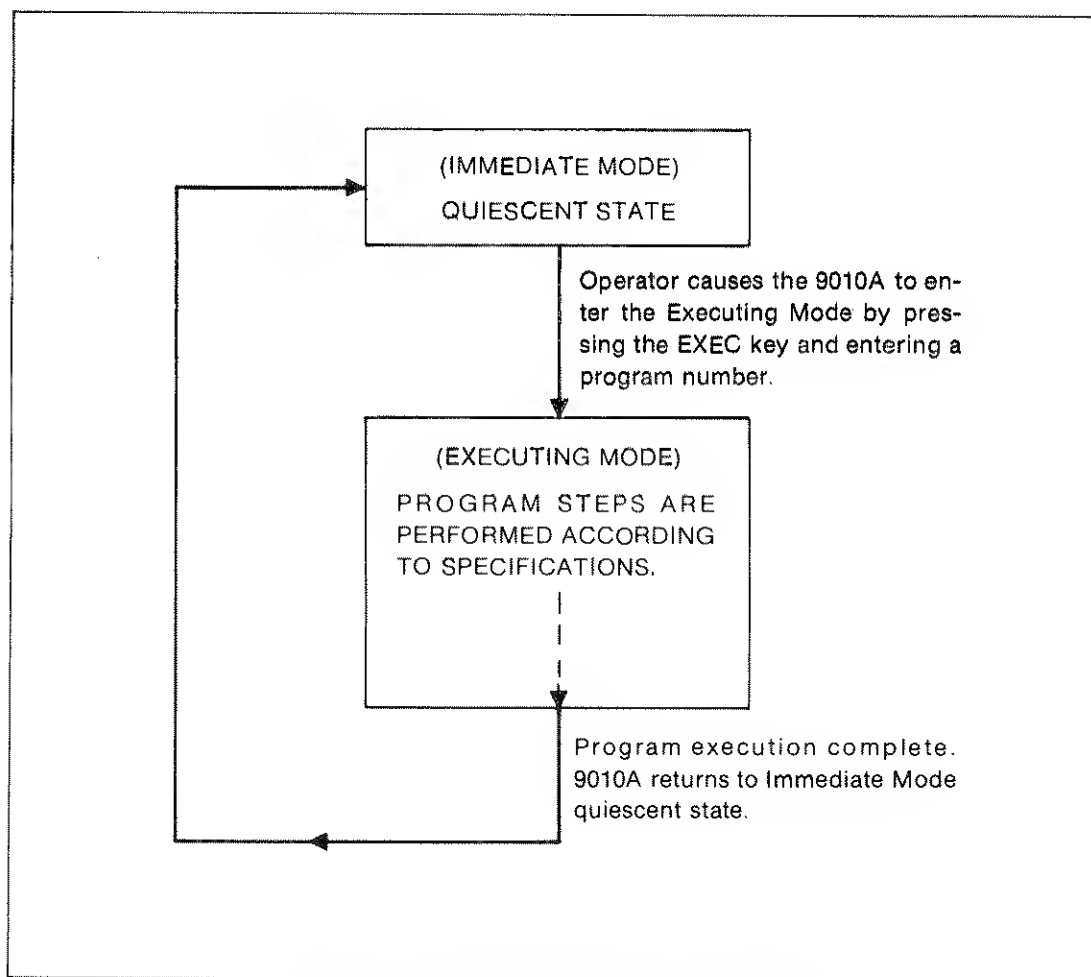 (IMMEDIATE MODE)
QUIESCENT STATE
Operator causes the 9010A to en-
ter the Executing Mode by pres-
sing the EXEC key and entering a
program number.
(EXECUTING MODE)
PROGRAM STEPS ARE
PERFORMED ACCORDING
TO SPECIFICATIONS.
Program execution complete.
9010A returns to Immediate Mode
quiescent state.